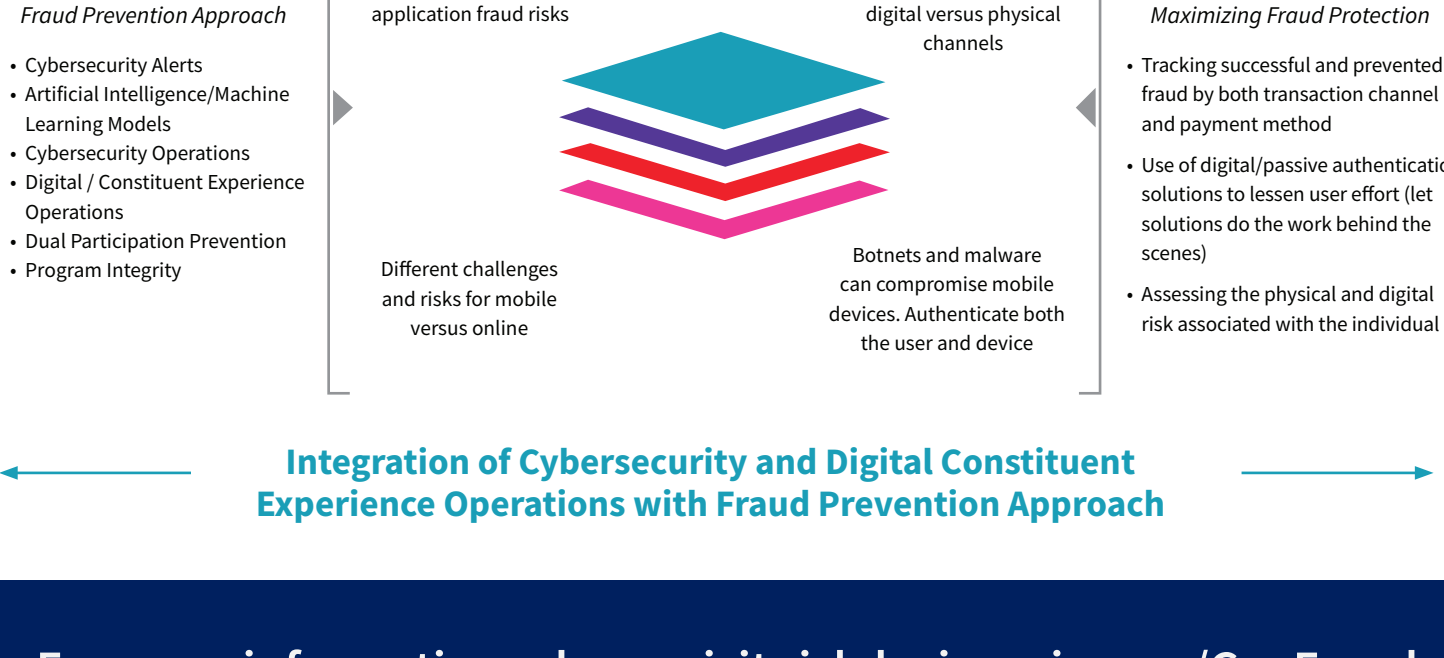 Fraud Prevention Approach
• Cybersecurity Alerts
• Artificial Intelligence/Machine
Learning Models
• Cybersecurity Operations
• Digital / Constituent Experience
Operations
• Dual Participation Prevention
• Program Integrity
application fraud risks
digital versus physical
channels
Different challenges
and risks for mobile
versus online
Botnets and malware
can compromise mobile
devices. Authenticate both
the user and device
Maximizing Fraud Protection
• Tracking successful and prevented
fraud by both transaction channel
and payment method
• Use of digital/passive
solutions to lessen user effort (let
solutions do the work behind the
scenes)
• Assessing the physical and digital
risk associated with the individual
Integration of Cybersecurity and Digital Constituent
Experience Operations with Fraud Prevention Approach